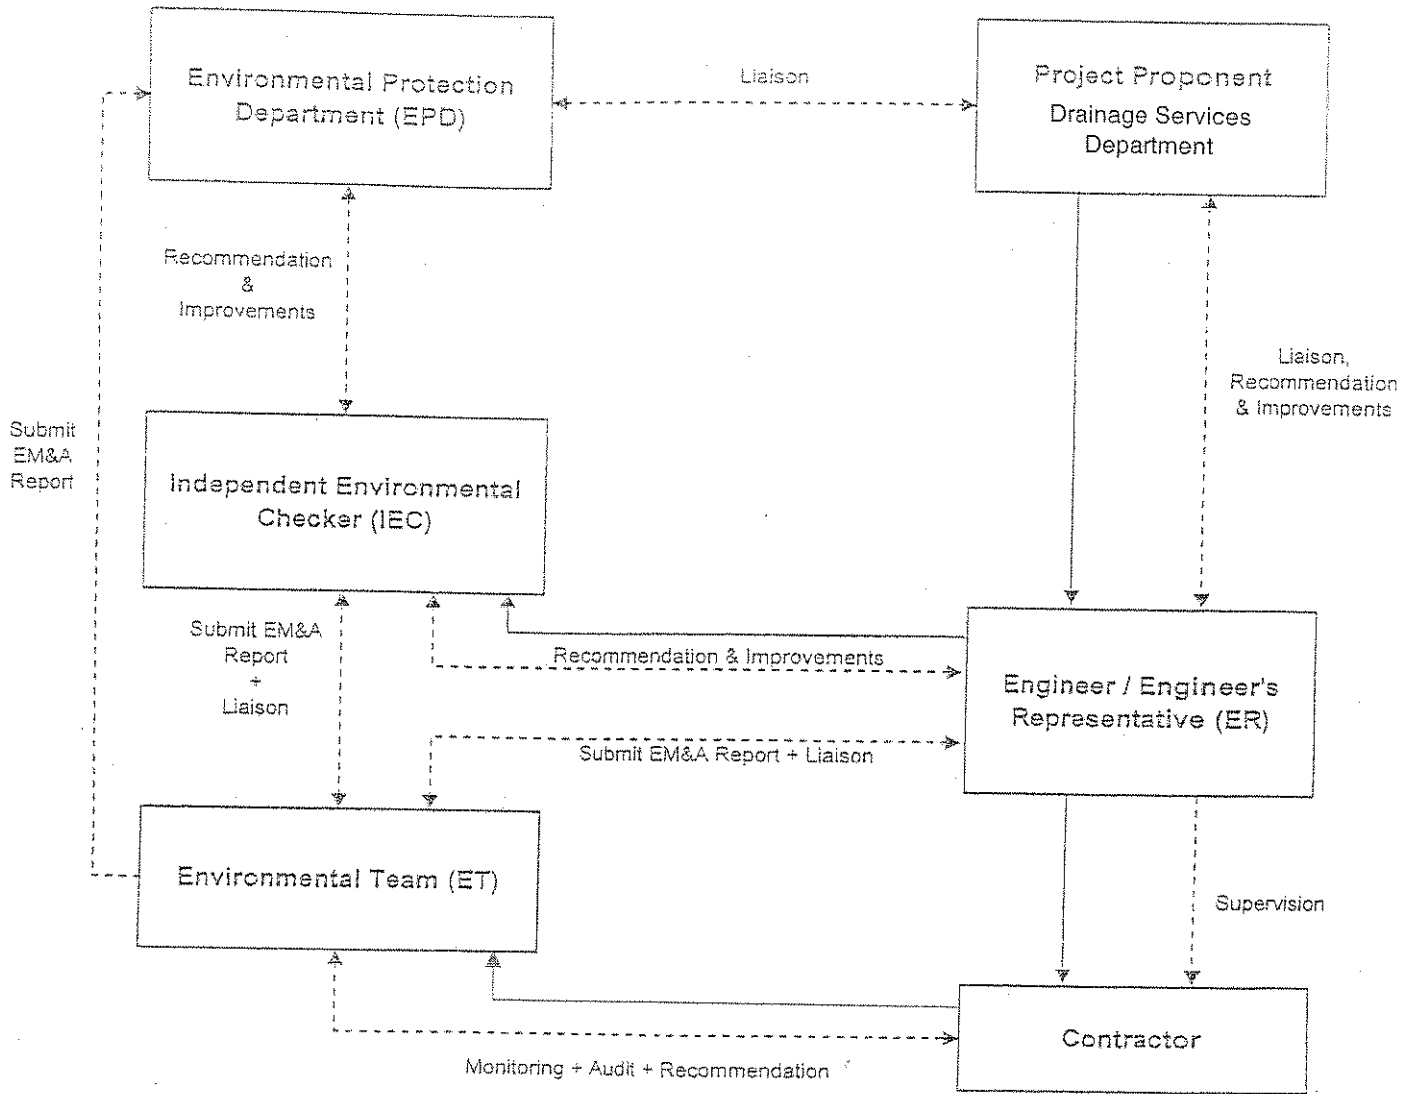 Environmental Protection
Department (EPD)
Liaison
Project Proponent
Drainage Services
Department
Recommendation
&
Improvements
Liaison,
Recommendation
& Improvements
Submit
EM&A
Report
Independent Environmental
Checker (IEC)
Submit EM&A
Report
+
Liaison
Recommendation & Improvements
Engineer / Engineer's
Representative (ER)
Submit EM&A Report + Liaison
Environmental Team (ET)
Supervision
Contractor
Monitoring + Audit + Recommendation